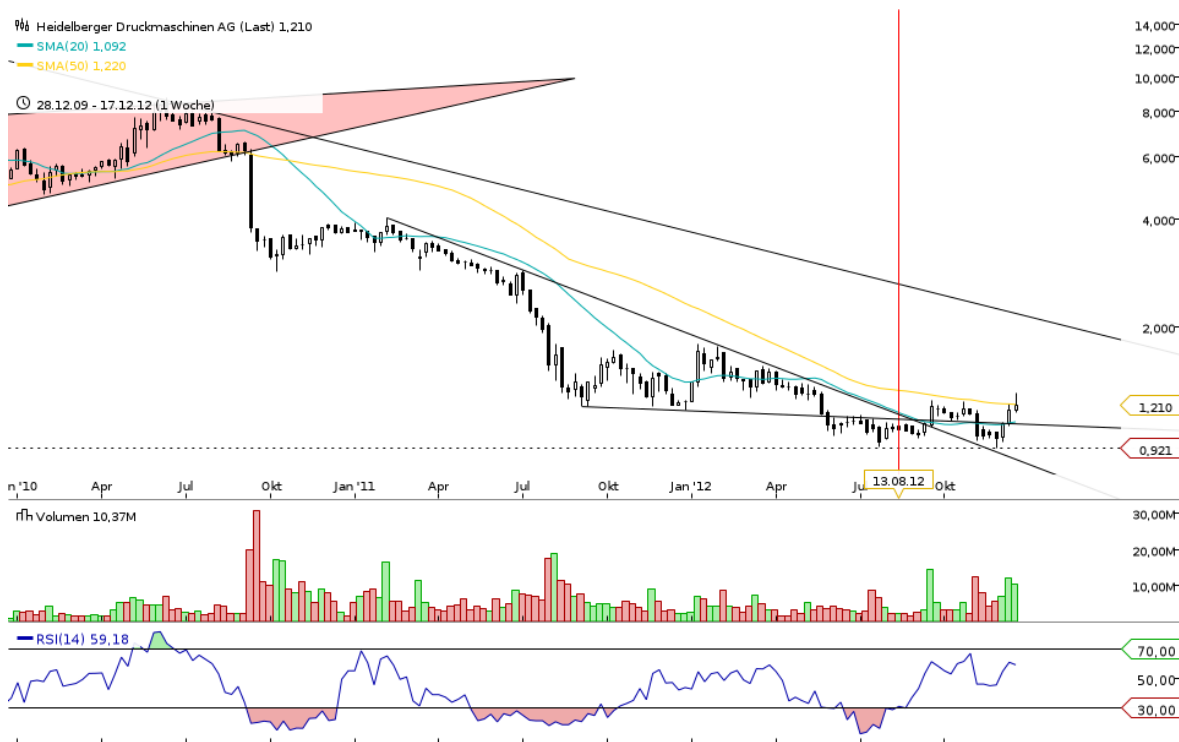 Heidelberger Druckmaschinen AG (Last) 1,210
SMA(20) 1,092
SMA(50) 1,220
28.12.09 - 17.12.12 (1 Woche)
14,000
12,000
10,000
8,000
6,000
4,000
2,000
1,210
0,921
n '10 Apr Jul Okt Jan '11 Apr Jul Okt Jan '12 Apr Ju 13.08.12 Okt
Volumen 10,37M
30,00M
20,00M
10,00M
RSI(14) 59,18
70,00
50,00
30,00